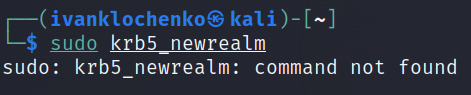 ┌──(ivanklochenko㉿kali)-[~]
└─$ sudo krb5_newrealm
sudo: krb5_newrealm: command not found